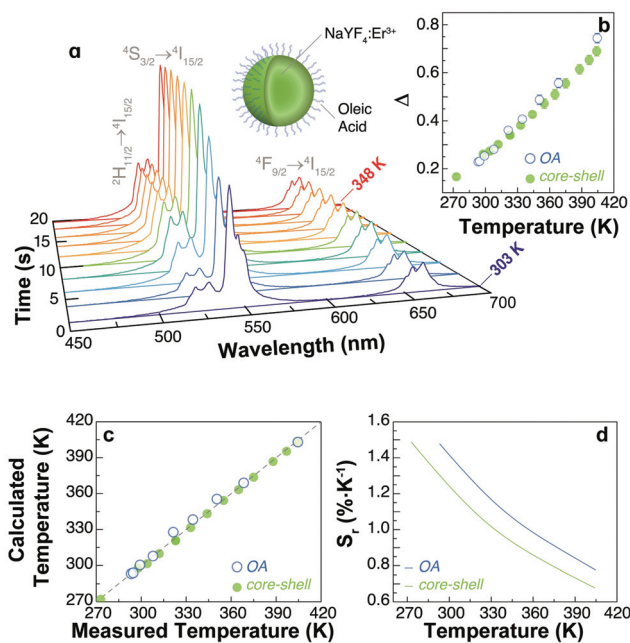 a
⁴S₃/₂→⁴I₁₅/₂
²H₁₁/₂→⁴I₁₅/₂
NaYF₄:Er³⁺
Oleic
Acid
⁴F₉/₂→⁴I₁₅/₂
348 K
303 K
20
15
10
5
0
Time (s)
450
500
550
600
650
700
Wavelength (nm)
b
0.8
0.6
0.4
0.2
Δ
OA
core-shell
270 300 330 360 390 420
Temperature (K)
c
420
390
360
330
300
270
Calculated
Temperature (K)
OA
core-shell
270 300 330 360 390 420
Measured Temperature (K)
d
1.6
1.4
1.2
1.0
0.8
0.6
Sᵣ (%·K⁻¹)
OA
core-shell
270 300 330 360 390 420
Temperature (K)